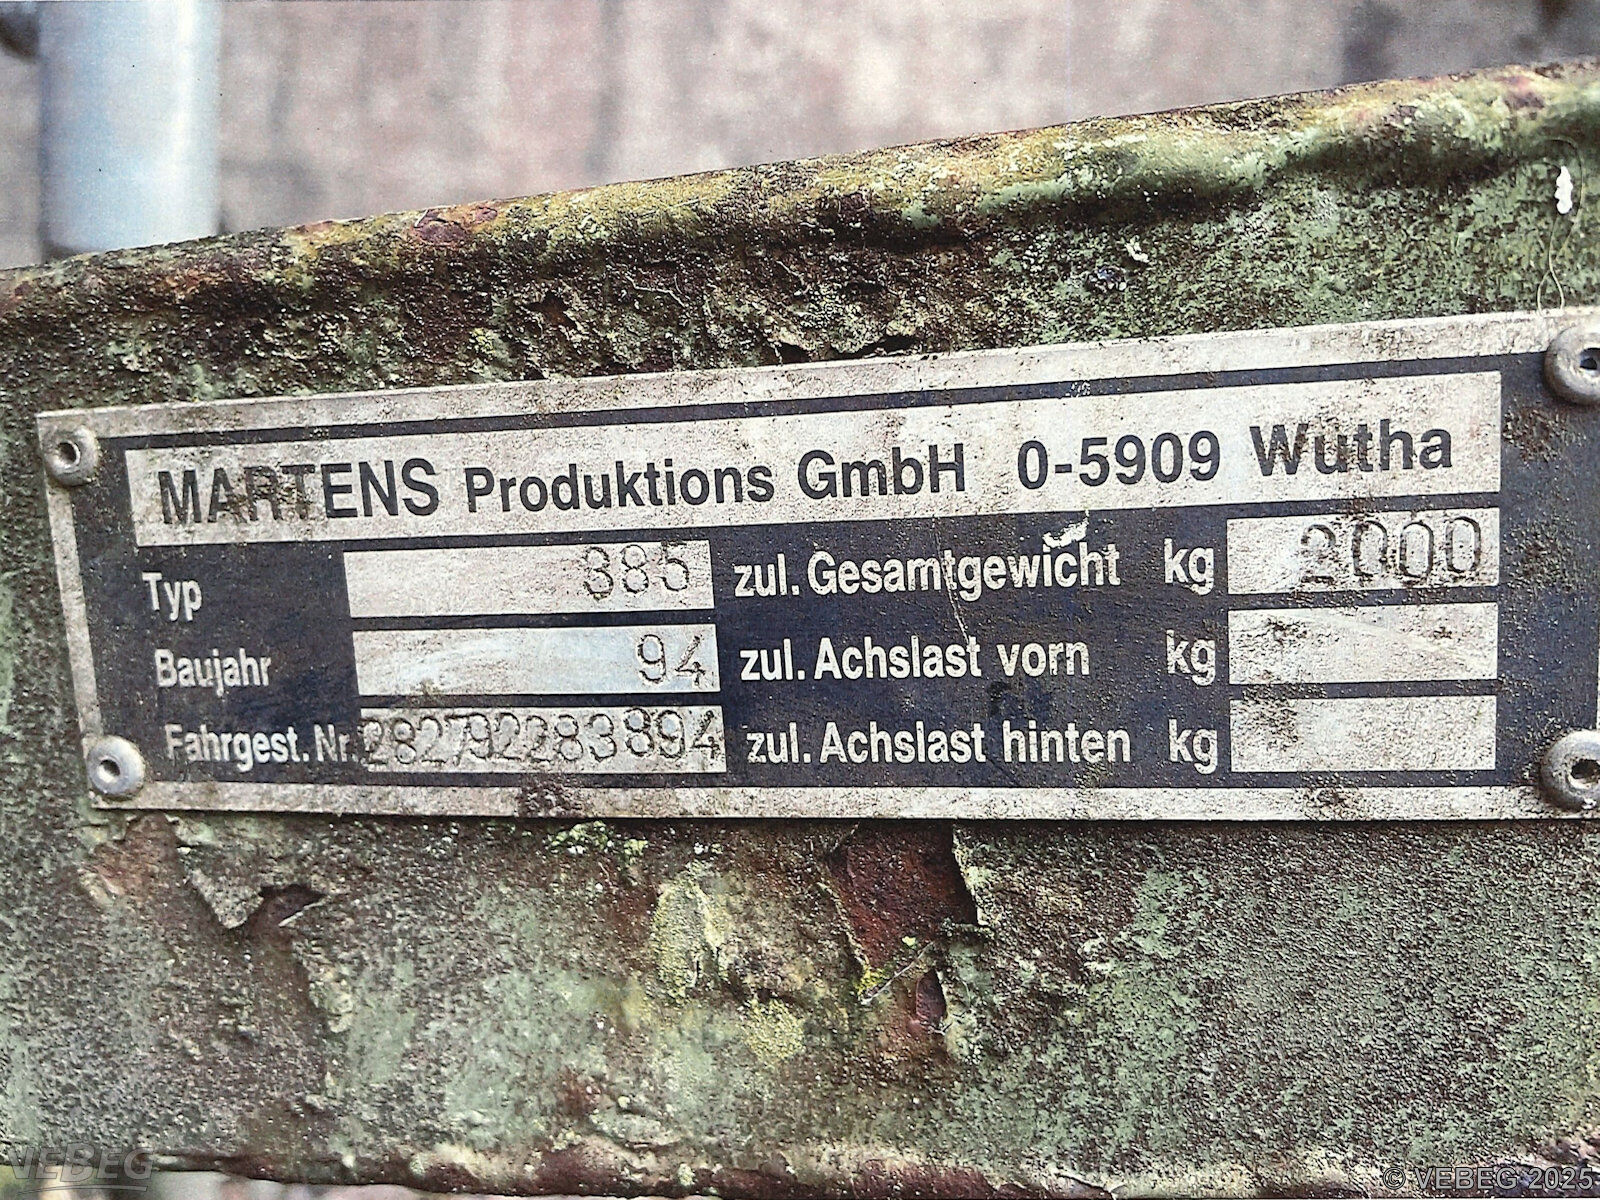 MARTENS Produktions GmbH 0-5909 Wutha
Typ 385 zul. Gesamtgewicht kg 2000
Baujahr 94 zul. Achslast vorn kg
Fahrgest. Nr. 282792283894 zul. Achslast hinten kg
VEBEG
© VEBEG 2025